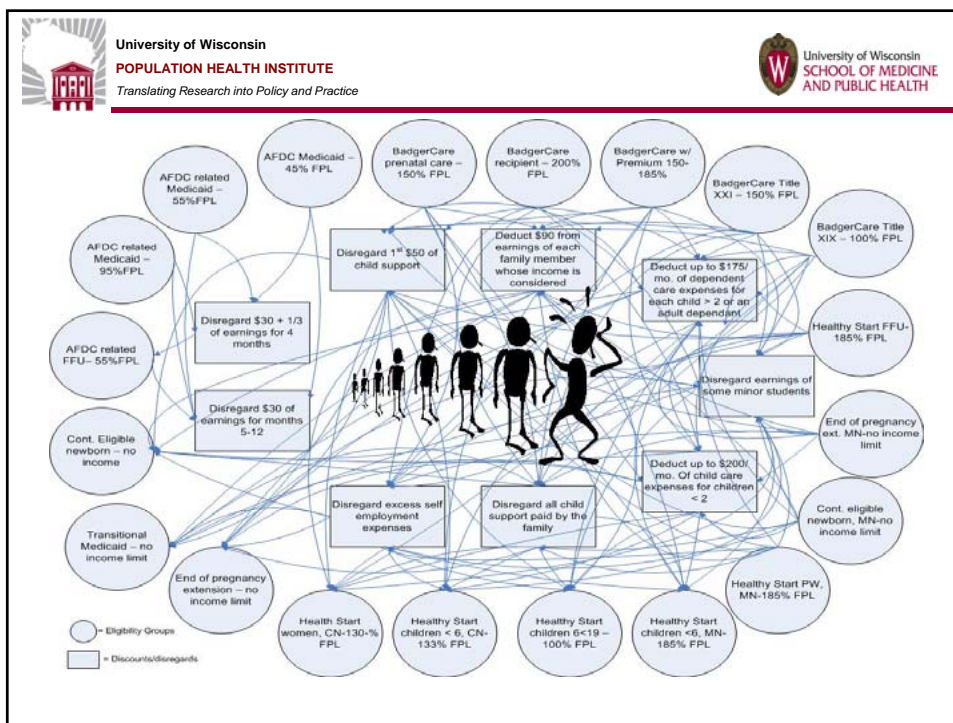 University of Wisconsin
POPULATION HEALTH INSTITUTE
Translating Research into Policy and Practice
W
University of Wisconsin
SCHOOL OF MEDICINE
AND PUBLIC HEALTH
AFDC Medicaid –
45% FPL
BadgerCare
prenatal care –
150% FPL
BadgerCare
recipient – 200%
FPL
BadgerCare w/
Premium 150-
185%
BadgerCare Title
XXI – 150% FPL
AFDC related
Medicaid –
55%FPL
BadgerCare Title
XIX – 100% FPL
AFDC related
Medicaid –
95%FPL
Disregard 1st $50 of
child support
Deduct $90 from
earnings of each
family member
whose income is
considered
Deduct up to $175/
mo. of dependent
care expenses for
each child > 2 or an
adult dependant
Disregard $30 + 1/3
of earnings for 4
months
Healthy Start FFU-
185% FPL
AFDC related
FFU– 55%FPL
Disregard earnings of
some minor students
Disregard $30 of
earnings for months
5-12
End of pregnancy
ext. MN-no income
limit
Cont. Eligible
newborn – no
income
Deduct up to $200/
mo. Of child care
expenses for children
< 2
Disregard excess self
employment
expenses
Disregard all child
support paid by the
family
Cont. eligible
newborn, MN-no
income limit
Transitional
Medicaid – no
income limit
End of pregnancy
extension – no
income limit
Healthy Start PW,
MN-185% FPL
Health Start
women, CN-130-%
FPL
Healthy Start
children < 6, CN-
133% FPL
Healthy Start
children 6<19 –
100% FPL
Healthy Start
children <6, MN-
185% FPL
= Eligibility Groups
= Discounts/disregards